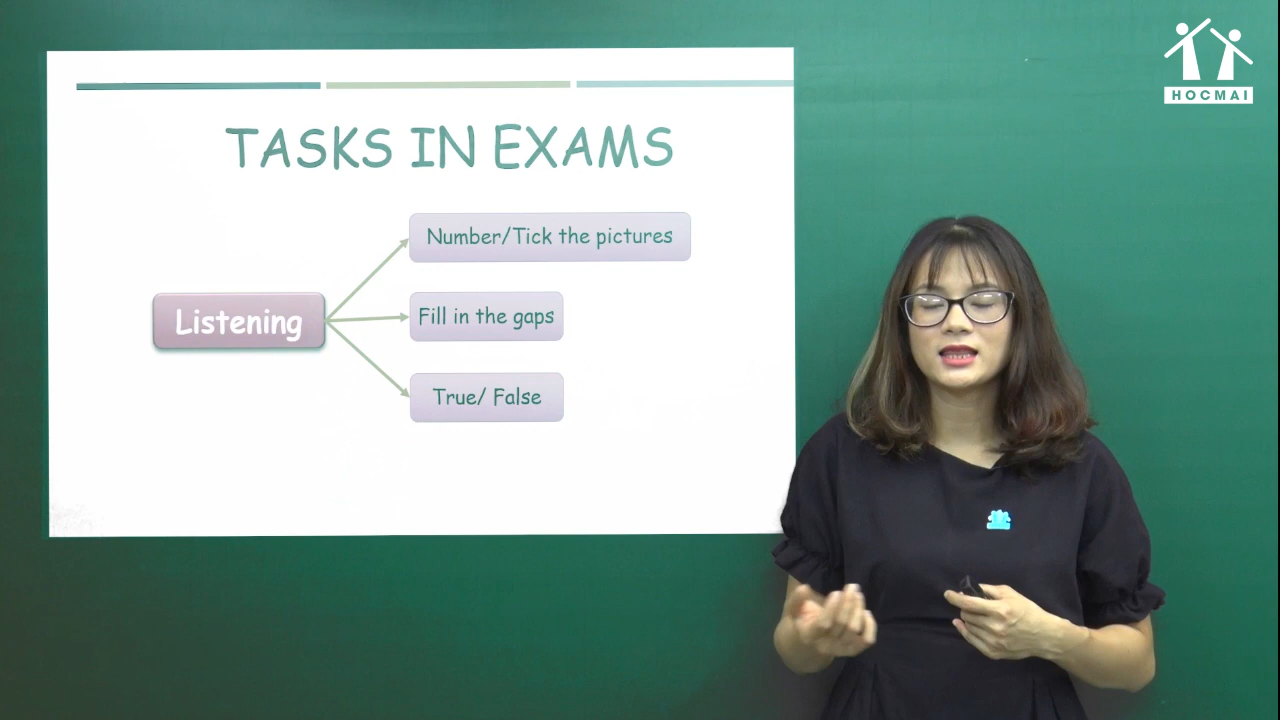 HOCMAI
TASKS IN EXAMS
Number/Tick the pictures
Listening
Fill in the gaps
True/ False